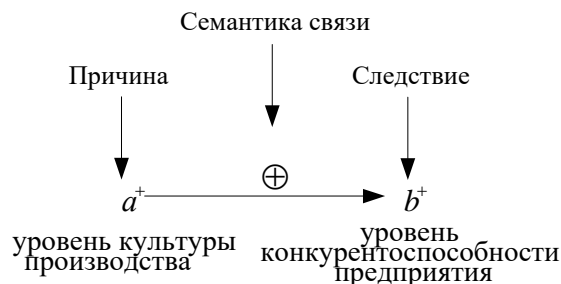 Семантика связи
Причина
Следствие
⊕
a⁺
b⁺
уровень культуры
производства
уровень
конкурентоспособности
предприятия